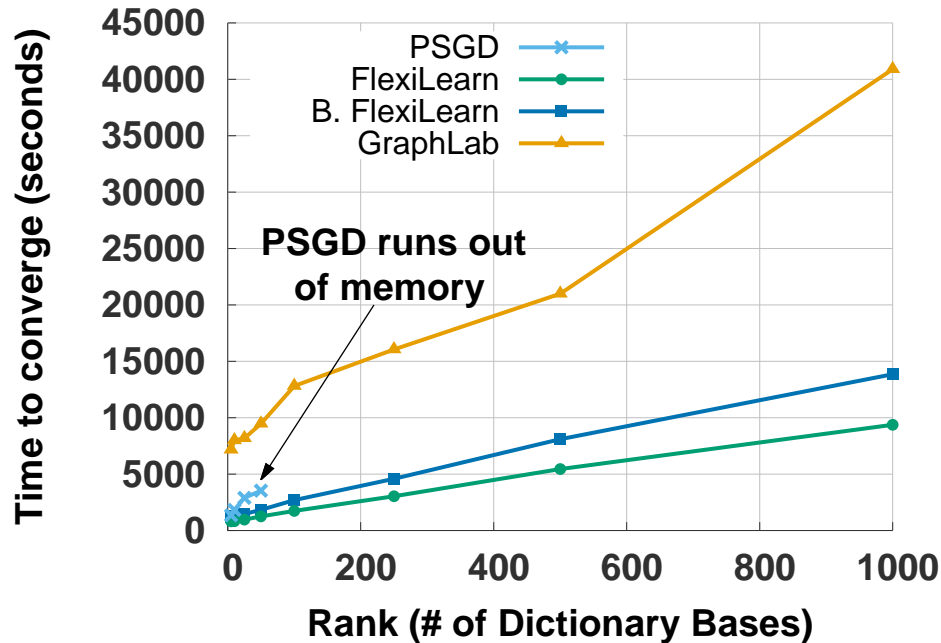 45000
40000
35000
30000
25000
20000
15000
10000
5000
0
Time to converge (seconds)
PSGD
FlexiLearn
B. FlexiLearn
GraphLab
PSGD runs out
of memory
0 200 400 600 800 1000
Rank (# of Dictionary Bases)